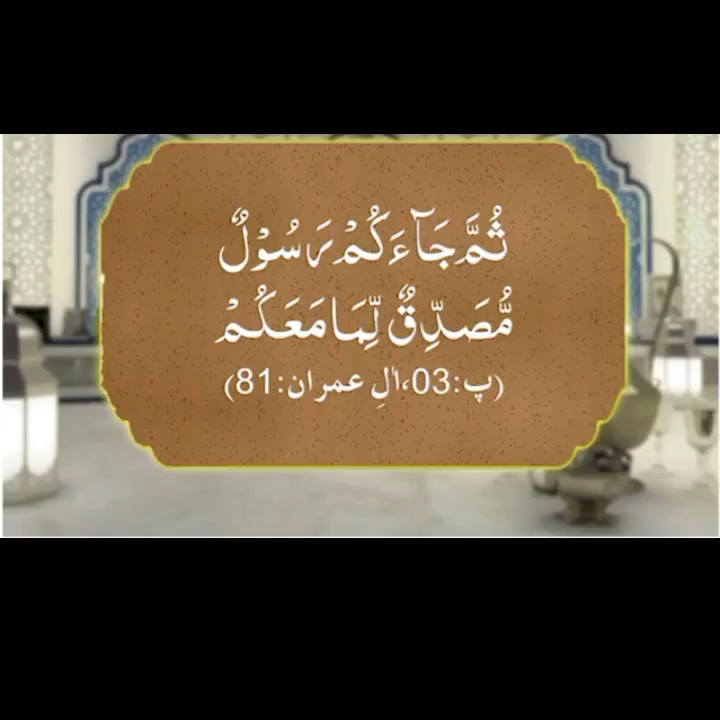 ثُمَّ جَآءَكُمْ رَسُوْلٌ
مُّصَدِّقٌ لِّمَا مَعَكُمْ
(پ:03،اٰلِ عمران:81)